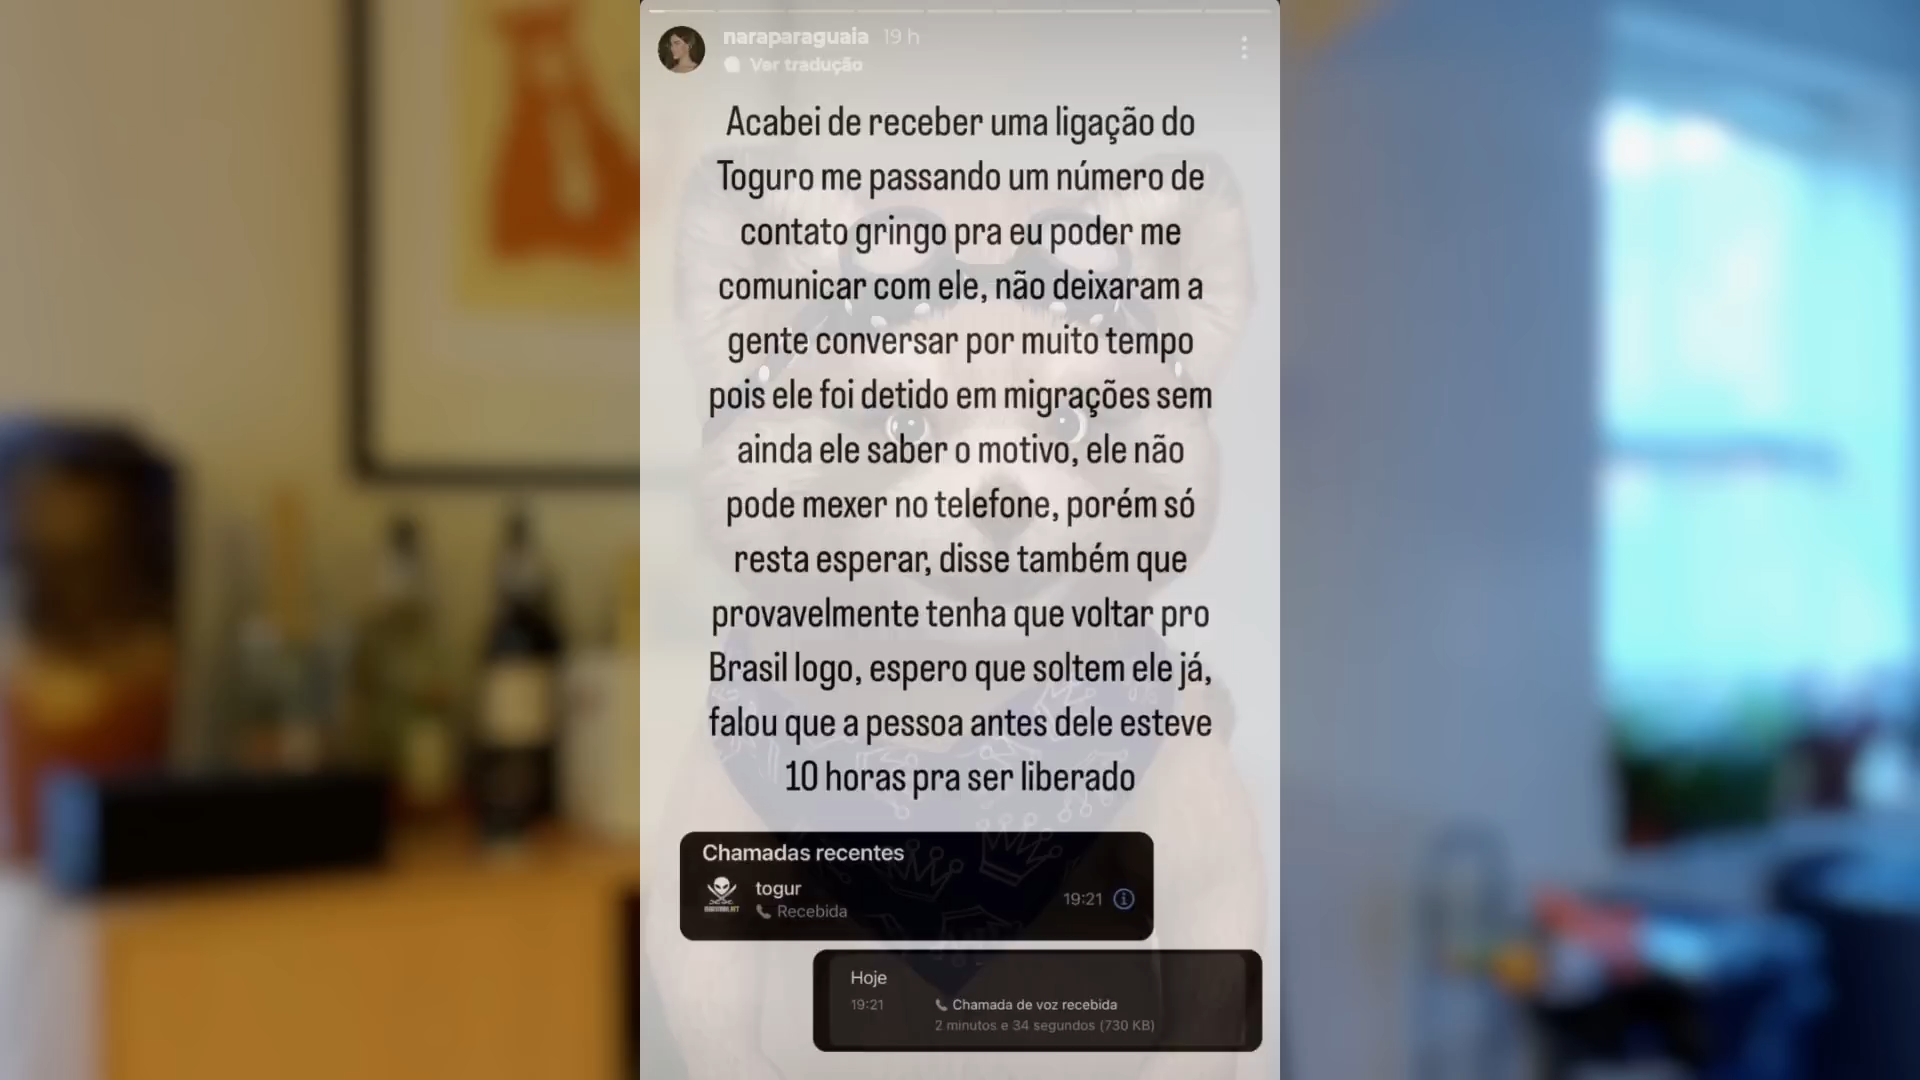 naraparaguaia 19 h
Ver tradução
Acabei de receber uma ligação do
Toguro me passando um número de
contato gringo pra eu poder me
comunicar com ele, não deixaram a
gente conversar por muito tempo
pois ele foi detido em migrações sem
ainda ele saber o motivo, ele não
pode mexer no telefone, porém só
resta esperar, disse também que
provavelmente tenha que voltar pro
Brasil logo, espero que soltem ele já,
falou que a pessoa antes dele esteve
10 horas pra ser liberado
Chamadas recentes
togur
19:21
Recebida
Hoje
19:21 Chamada de voz recebida
2 minutos e 34 segundos (730 KB)